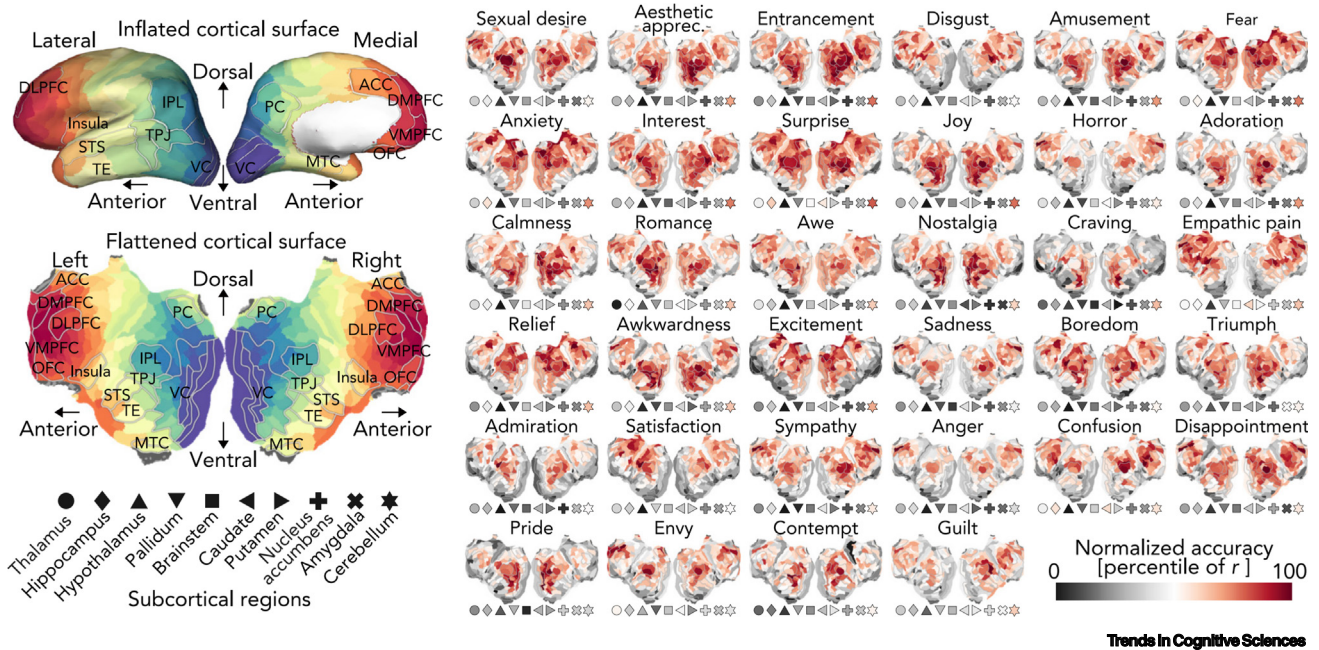 Inflated cortical surface
Lateral
Medial
Dorsal
DLPFC
IPL
PC
ACC
DMPFC
Insula
TPJ
STS
VMPFC
OFC
TE
VC
VC
MTC
Anterior
Ventral
Anterior
Flattened cortical surface
Left
Right
Dorsal
ACC
ACC
DMPFC
PC
PC
DMPFC
DLPFC
DLPFC
VMPFC
IPL
IPL
VMPFC
OFC
Insula
TPJ
TPJ
Insula
OFC
STS
VC
VC
STS
TE
TE
Anterior
MTC
MTC
Anterior
Ventral
Thalamus
Hippocampus
Hypothalamus
Pallidum
Brainstem
Caudate
Putamen
Nucleus
accumbens
Amygdala
Cerebellum
Subcortical regions
Sexual desire
Aesthetic
apprec.
Entrancement
Disgust
Amusement
Fear
Anxiety
Interest
Surprise
Joy
Horror
Adoration
Calmness
Romance
Awe
Nostalgia
Craving
Empathic pain
Relief
Awkwardness
Excitement
Sadness
Boredom
Triumph
Admiration
Satisfaction
Sympathy
Anger
Confusion
Disappointment
Pride
Envy
Contempt
Guilt
Normalized accuracy
0 [percentile of r ] 100
Trends in Cognitive Sciences